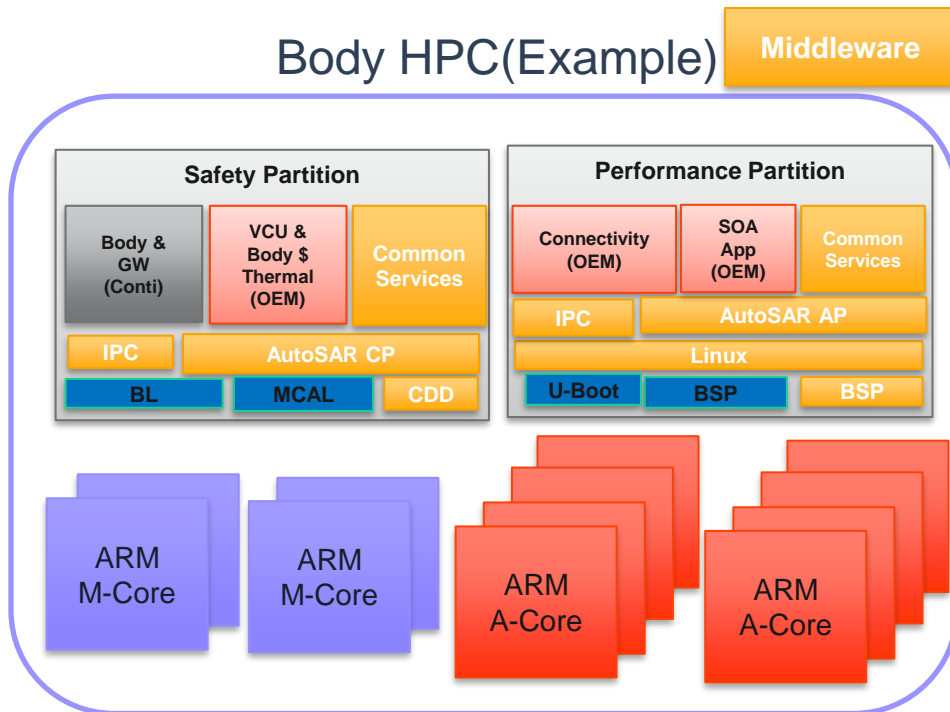 Body HPC(Example)
Middleware
Safety Partition
Body &
GW
(Conti)
VCU &
Body $
Thermal
(OEM)
Common
Services
IPC
AutoSAR CP
BL
MCAL
CDD
Performance Partition
Connectivity
(OEM)
SOA
App
(OEM)
Common
Services
IPC
AutoSAR AP
Linux
U-Boot
BSP
BSP
ARM
M-Core
ARM
M-Core
ARM
A-Core
ARM
A-Core